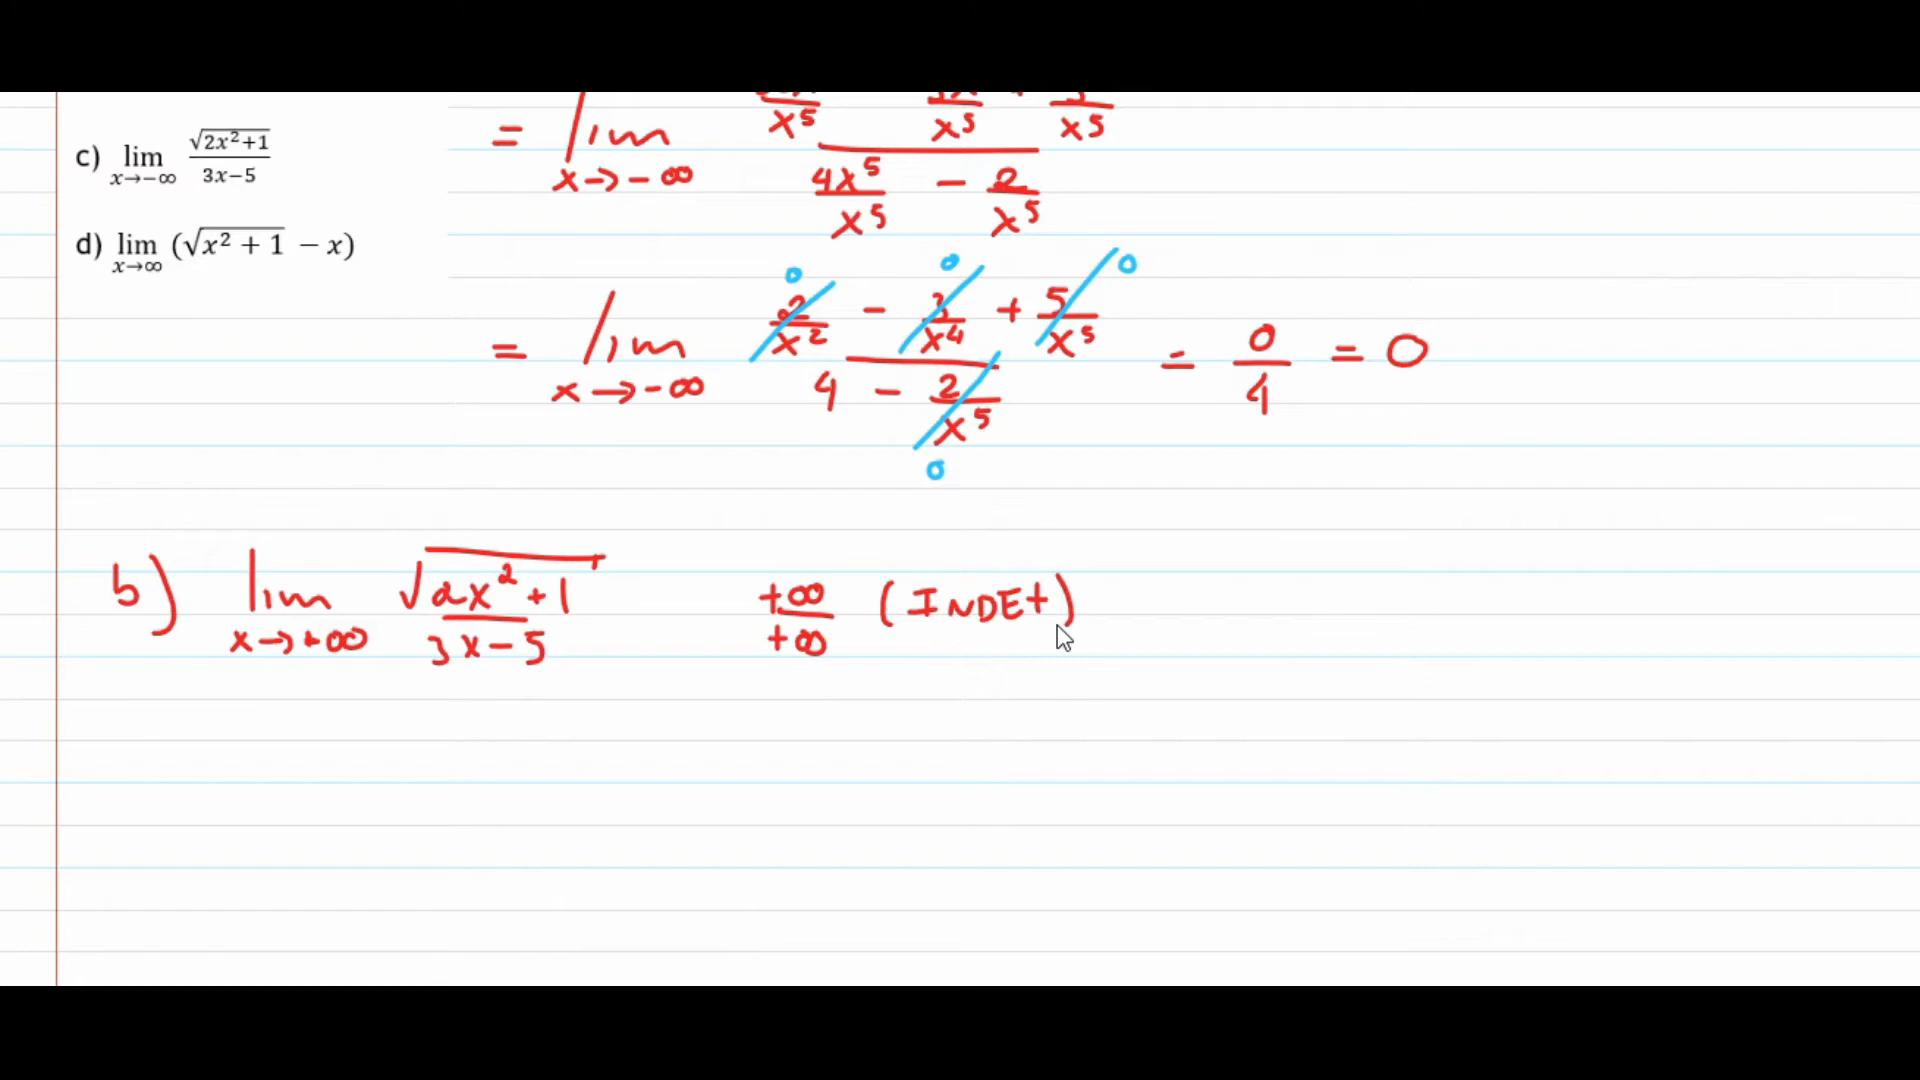 c) lim x→−∞ √(2x²+1) / (3x−5)
d) lim x→∞ (√(x² + 1) − x)
x⁵ x⁵ + x⁵
= lim x→−∞ 4x⁵/x⁵ − 2/x⁵
= lim x→−∞ (2/x² − 3/x⁴ + 5/x⁵) / (4 − 2/x⁵) = 0/4 = 0
0 0 0
0
b) lim x→+∞ √(2x²+1) / (3x−5) +∞/+∞ (INDEt)